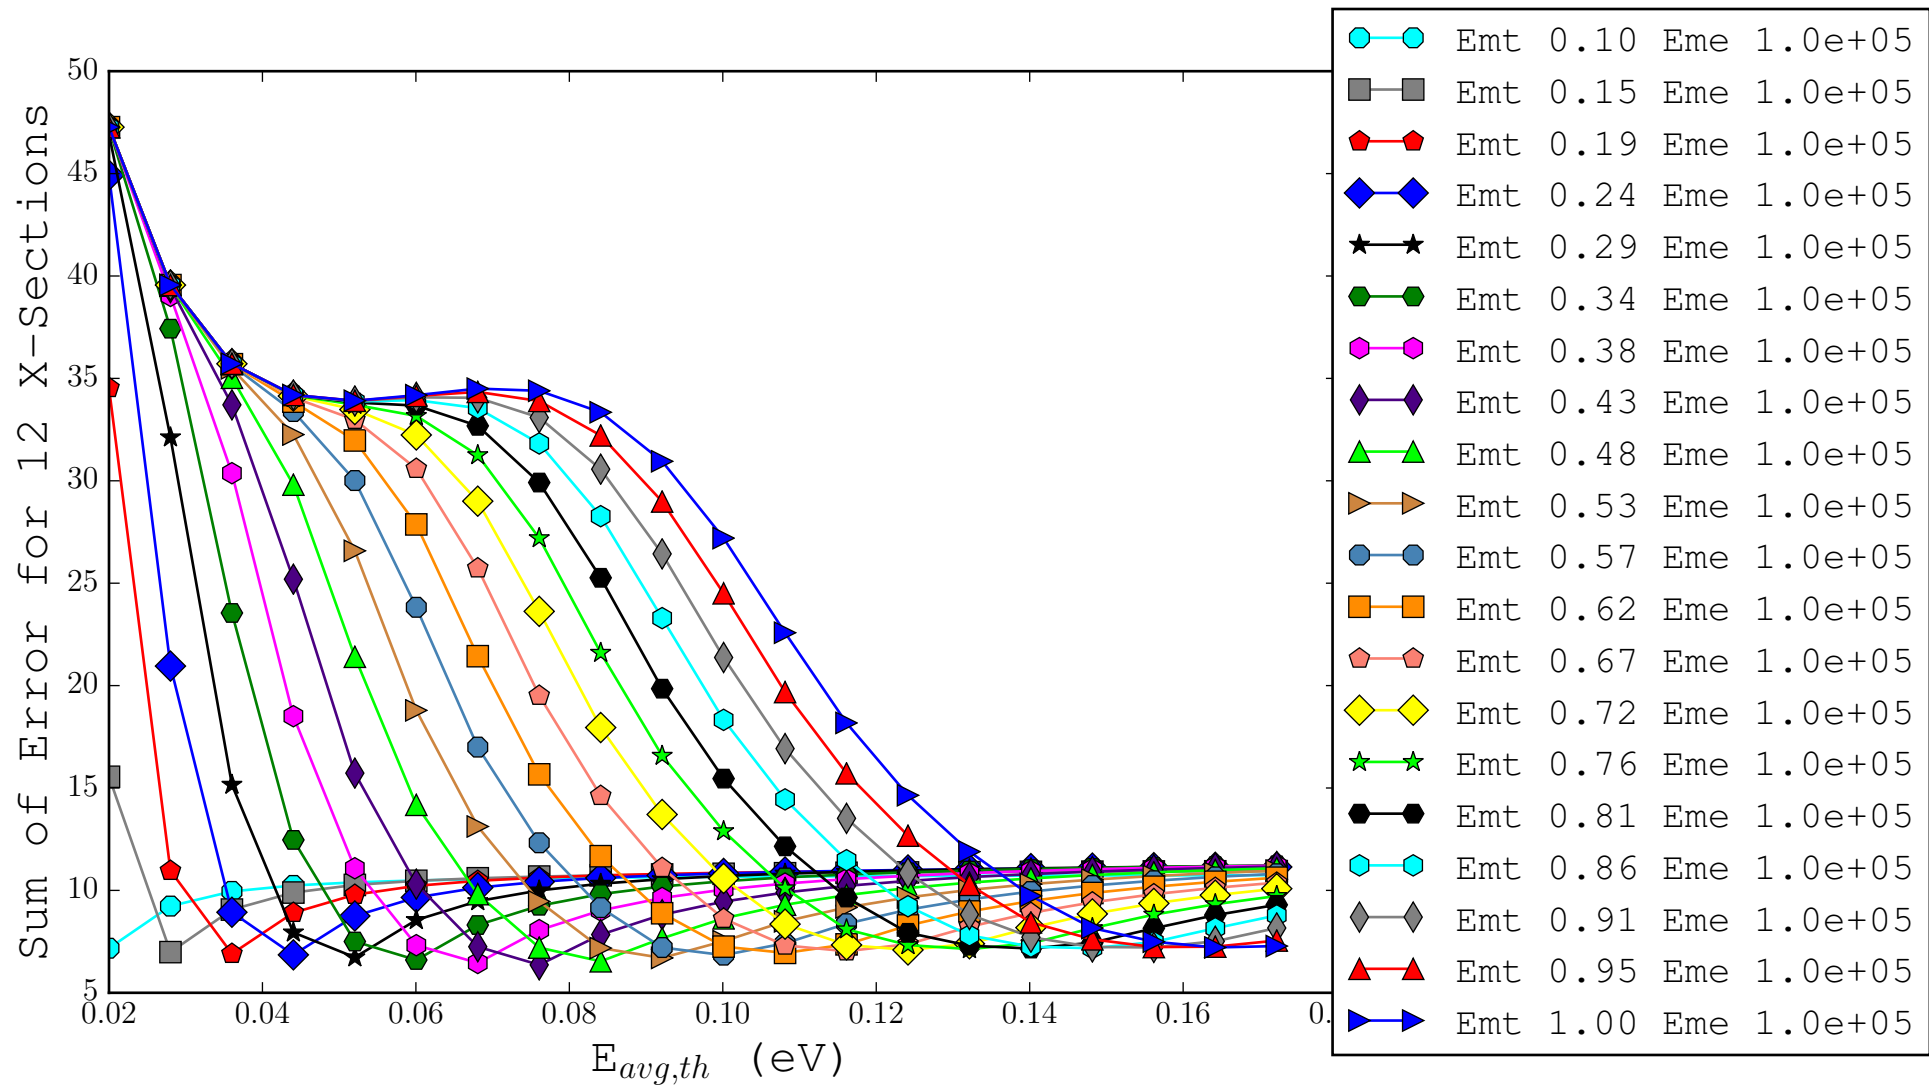 Sum of Error for 12 X-Sections
50
45
40
35
30
25
20
15
10
5
0.02 0.04 0.06 0.08 0.10 0.12 0.14 0.16 0.
E_avg,th (eV)
Emt 0.10 Eme 1.0e+05
Emt 0.15 Eme 1.0e+05
Emt 0.19 Eme 1.0e+05
Emt 0.24 Eme 1.0e+05
Emt 0.29 Eme 1.0e+05
Emt 0.34 Eme 1.0e+05
Emt 0.38 Eme 1.0e+05
Emt 0.43 Eme 1.0e+05
Emt 0.48 Eme 1.0e+05
Emt 0.53 Eme 1.0e+05
Emt 0.57 Eme 1.0e+05
Emt 0.62 Eme 1.0e+05
Emt 0.67 Eme 1.0e+05
Emt 0.72 Eme 1.0e+05
Emt 0.76 Eme 1.0e+05
Emt 0.81 Eme 1.0e+05
Emt 0.86 Eme 1.0e+05
Emt 0.91 Eme 1.0e+05
Emt 0.95 Eme 1.0e+05
Emt 1.00 Eme 1.0e+05